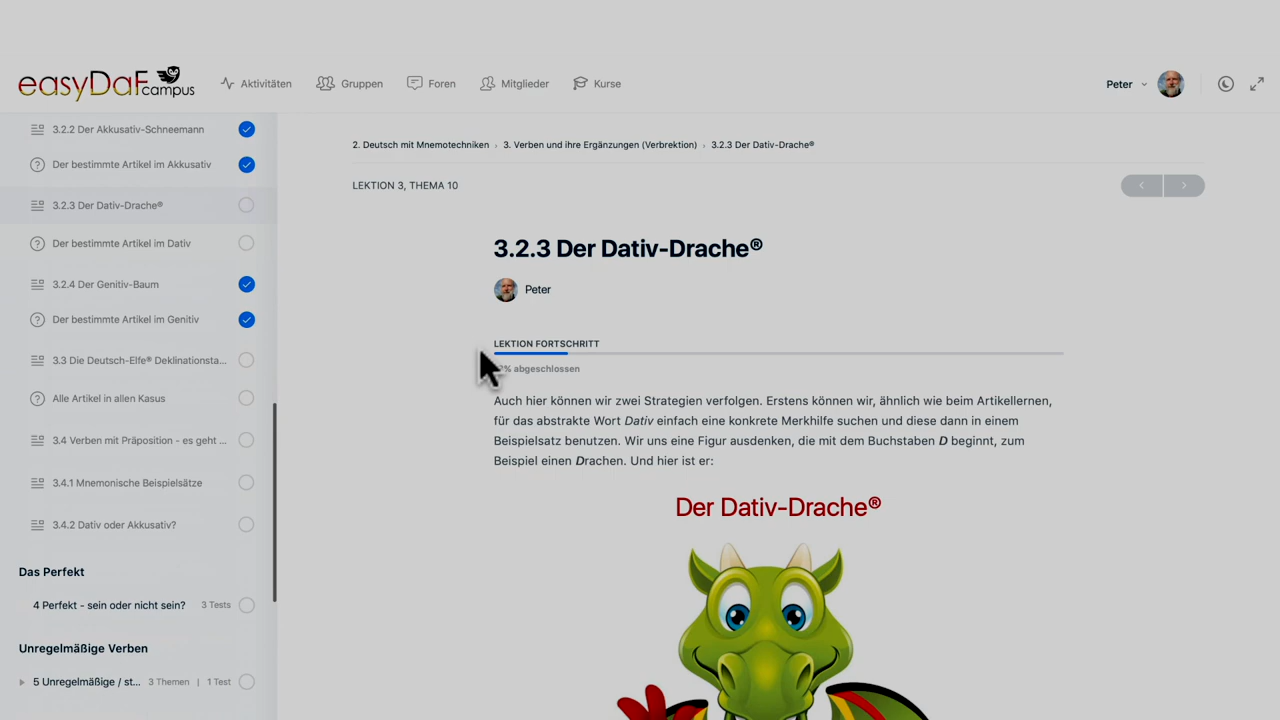 easyDaF campus
Aktivitäten
Gruppen
Foren
Mitglieder
Kurse
Peter
3.2.2 Der Akkusativ-Schneemann
Der bestimmte Artikel im Akkusativ
3.2.3 Der Dativ-Drache®
Der bestimmte Artikel im Dativ
3.2.4 Der Genitiv-Baum
Der bestimmte Artikel im Genitiv
3.3 Die Deutsch-Elfe® Deklinationsta...
Alle Artikel in allen Kasus
3.4 Verben mit Präposition - es geht ...
3.4.1 Mnemonische Beispielsätze
3.4.2 Dativ oder Akkusativ?
Das Perfekt
4 Perfekt - sein oder nicht sein? 3 Tests
Unregelmäßige Verben
5 Unregelmäßige / st... 3 Themen | 1 Test
2. Deutsch mit Mnemotechniken › 3. Verben und ihre Ergänzungen (Verbrektion) › 3.2.3 Der Dativ-Drache®
LEKTION 3, THEMA 10
3.2.3 Der Dativ-Drache®
Peter
LEKTION FORTSCHRITT
% abgeschlossen
Auch hier können wir zwei Strategien verfolgen. Erstens können wir, ähnlich wie beim Artikellernen,
für das abstrakte Wort Dativ einfach eine konkrete Merkhilfe suchen und diese dann in einem
Beispielsatz benutzen. Wir uns eine Figur ausdenken, die mit dem Buchstaben D beginnt, zum
Beispiel einen Drachen. Und hier ist er:
Der Dativ-Drache®